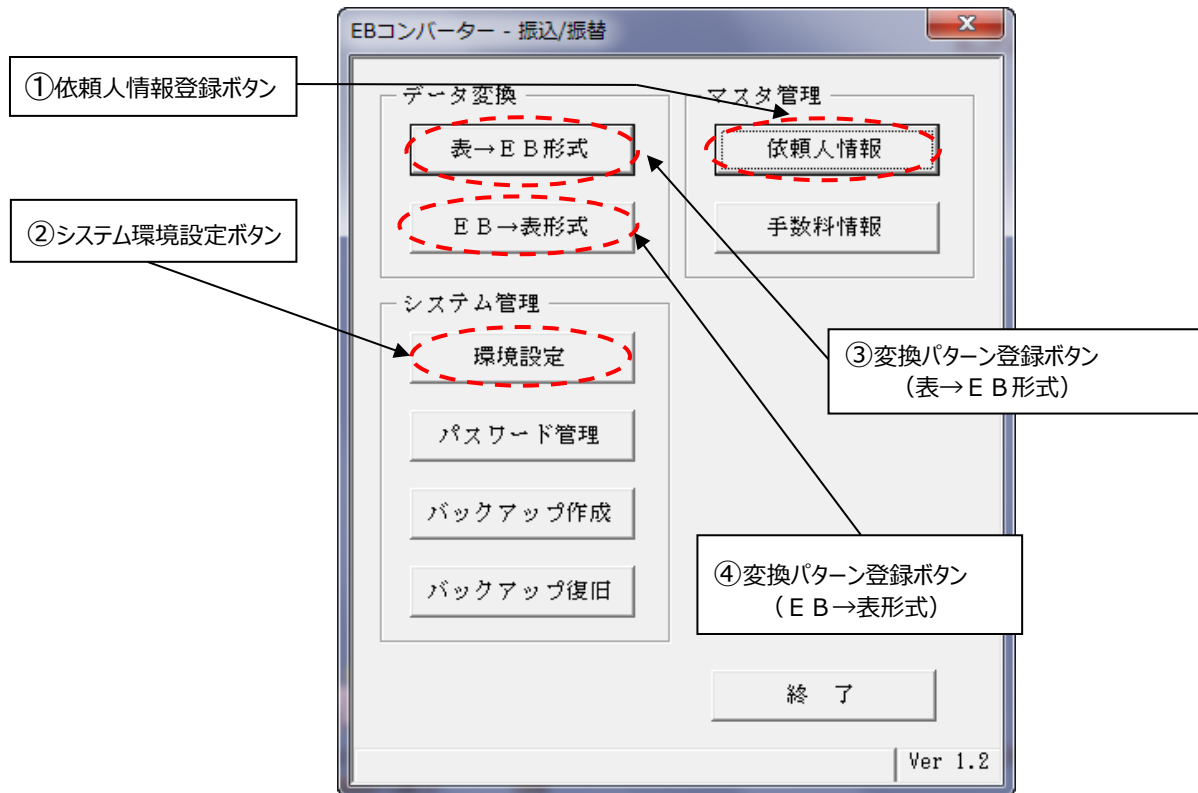 EBコンバーター - 振込/振替
①依頼人情報登録ボタン
データ変換
マスタ管理
表→ＥＢ形式
依頼人情報
②システム環境設定ボタン
ＥＢ→表形式
手数料情報
システム管理
環境設定
③変換パターン登録ボタン
（表→ＥＢ形式）
パスワード管理
バックアップ作成
④変換パターン登録ボタン
（ＥＢ→表形式）
バックアップ復旧
終　了
Ver 1.2